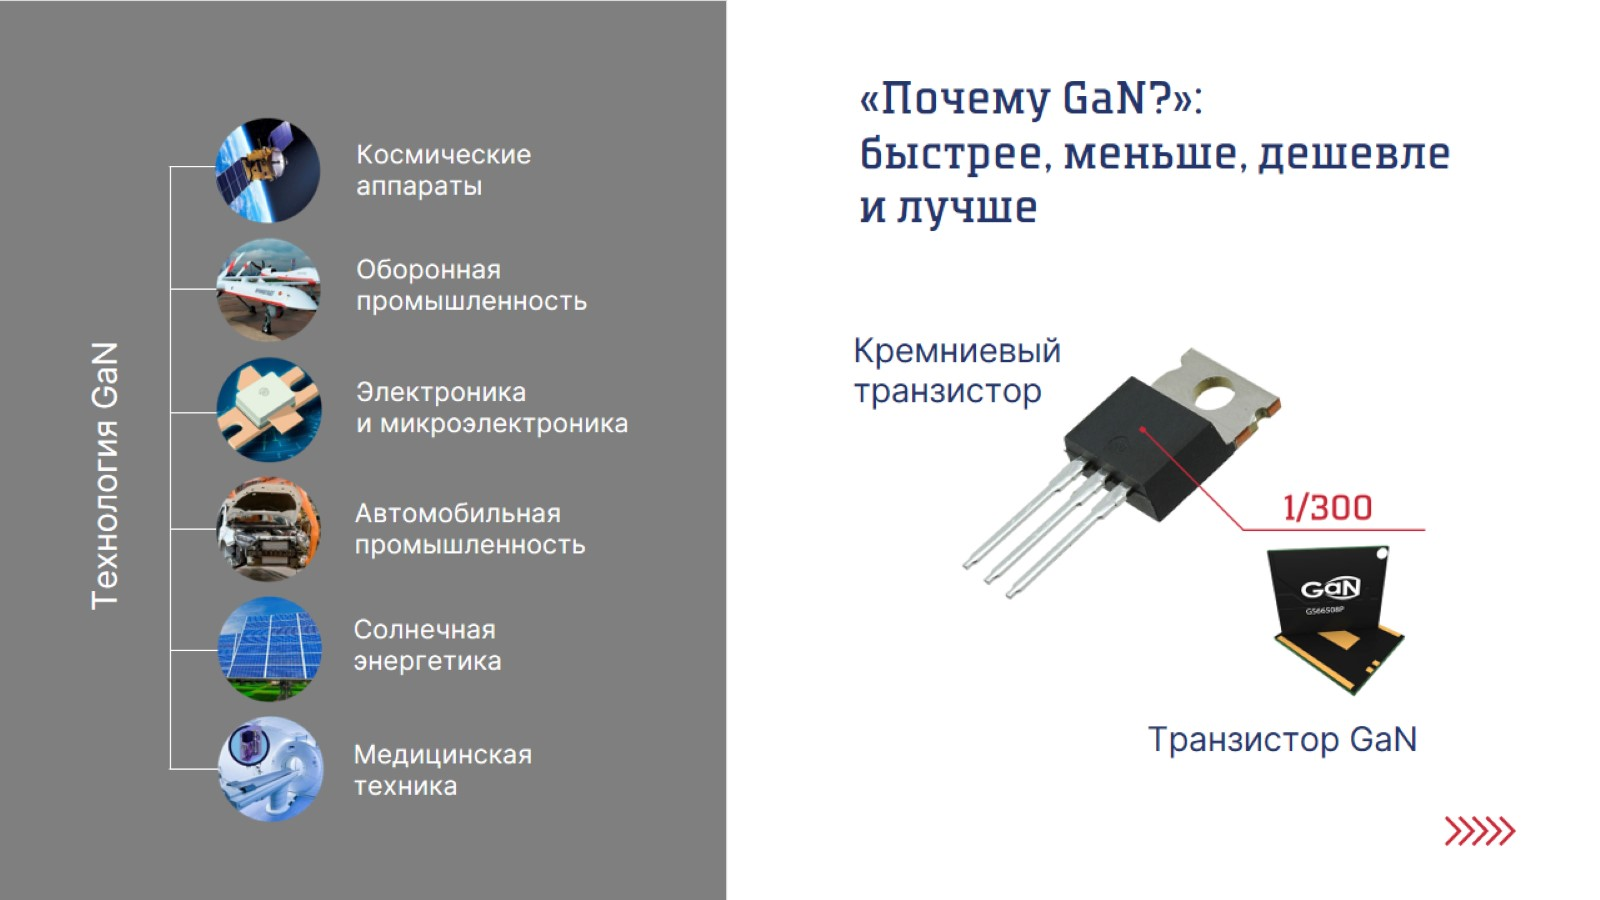 Технология GaN
Космические
аппараты
Оборонная
промышленность
Электроника
и микроэлектроника
Автомобильная
промышленность
Солнечная
энергетика
Медицинская
техника
«Почему GaN?»:
быстрее, меньше, дешевле
и лучше
Кремниевый
транзистор
1/300
GaN
GS66508P
Транзистор GaN